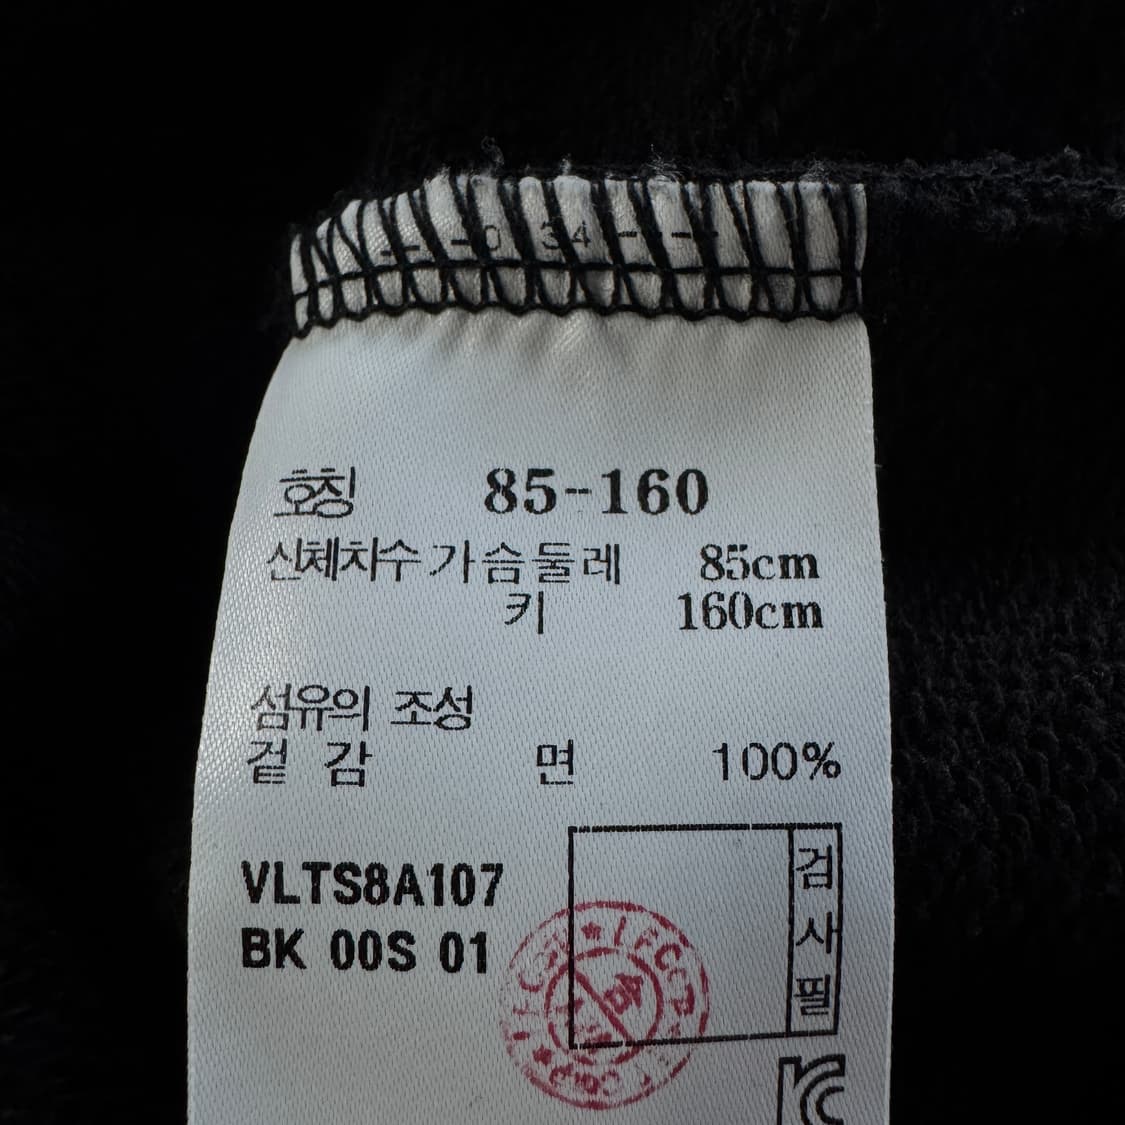 34
호칭 85-160
신체치수 가슴둘레 85cm
키 160cm
섬유의 조성
겉 감 면 100%
VLTS8A107
BK 00S 01
검사필